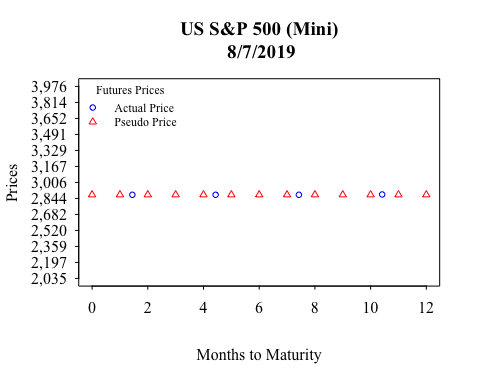 US S&P 500 (Mini)
8/7/2019
Futures Prices
Actual Price
Pseudo Price
Prices
3,976
3,814
3,652
3,491
3,329
3,167
3,006
2,844
2,682
2,520
2,359
2,197
2,035
0 2 4 6 8 10 12
Months to Maturity